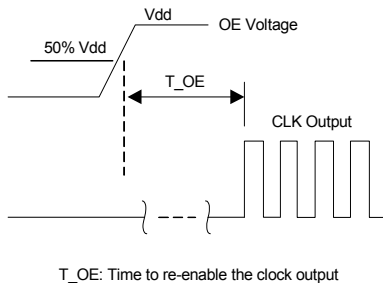 Vdd
OE Voltage
50% Vdd
T_OE
CLK Output
T_OE: Time to re-enable the clock output